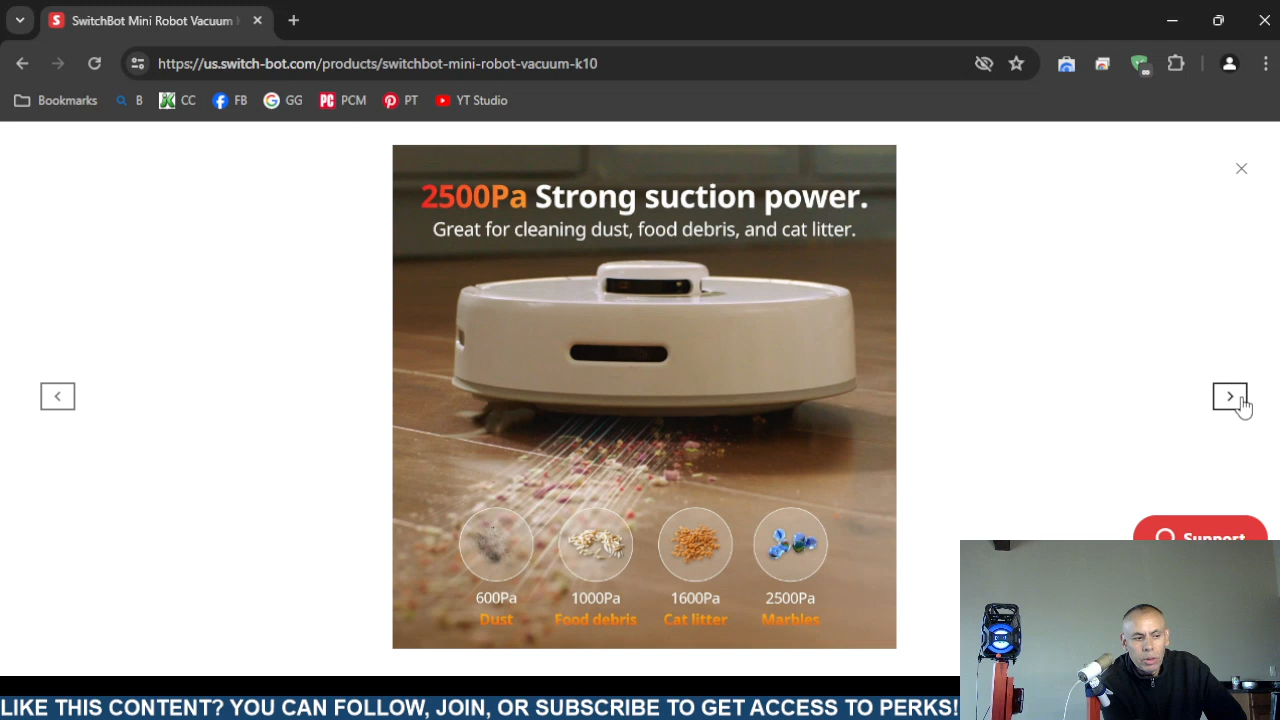 SwitchBot Mini Robot Vacuum
https://us.switch-bot.com/products/switchbot-mini-robot-vacuum-k10
Bookmarks B CC FB GG PC PCM PT YT Studio
2500Pa Strong suction power.
Great for cleaning dust, food debris, and cat litter.
600Pa 1000Pa 1600Pa 2500Pa
Dust Food debris Cat litter Marbles
Support
LIKE THIS CONTENT? YOU CAN FOLLOW, JOIN, OR SUBSCRIBE TO GET ACCESS TO PERKS!